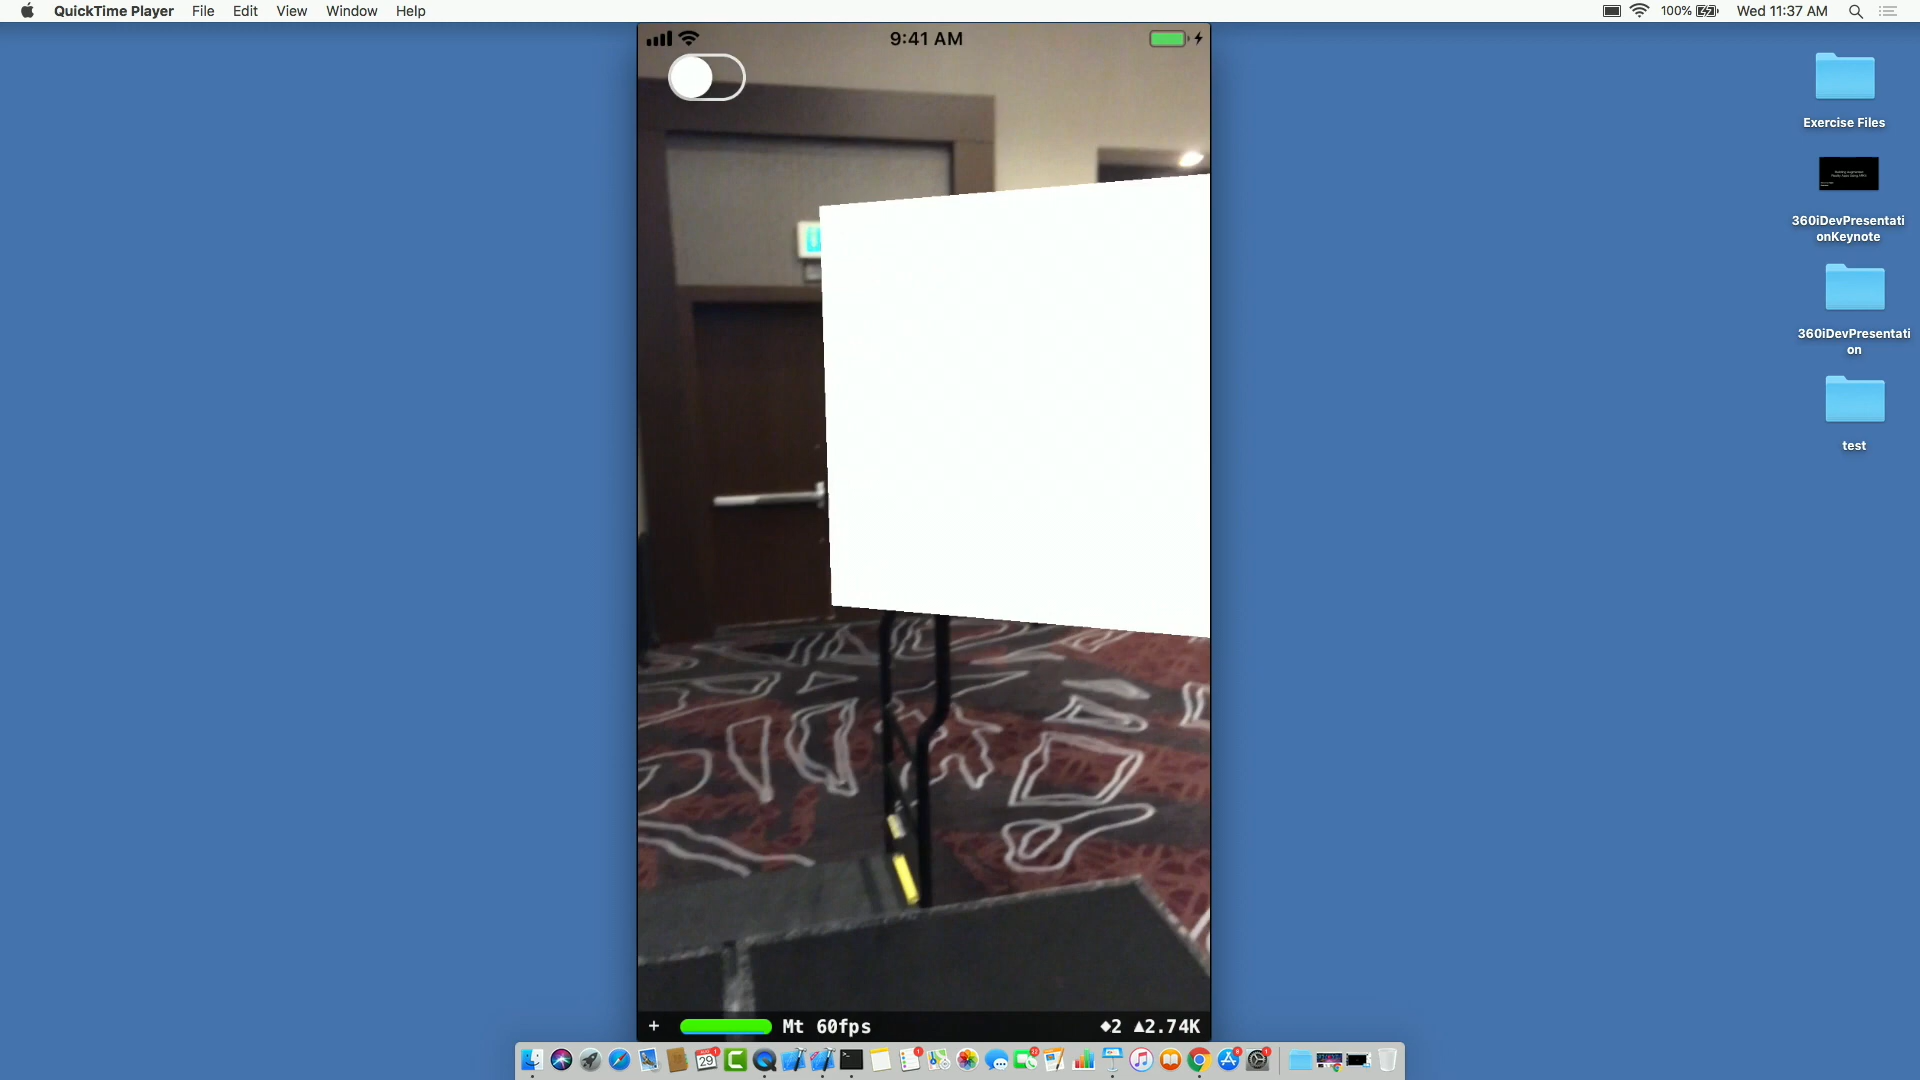 QuickTime Player File Edit View Window Help
100% Wed 11:37 AM
9:41 AM
Exercise Files
360iDevPresentati
onKeynote
360iDevPresentati
on
test
+ Mt 60fps ◆2 ▲2.74K
29